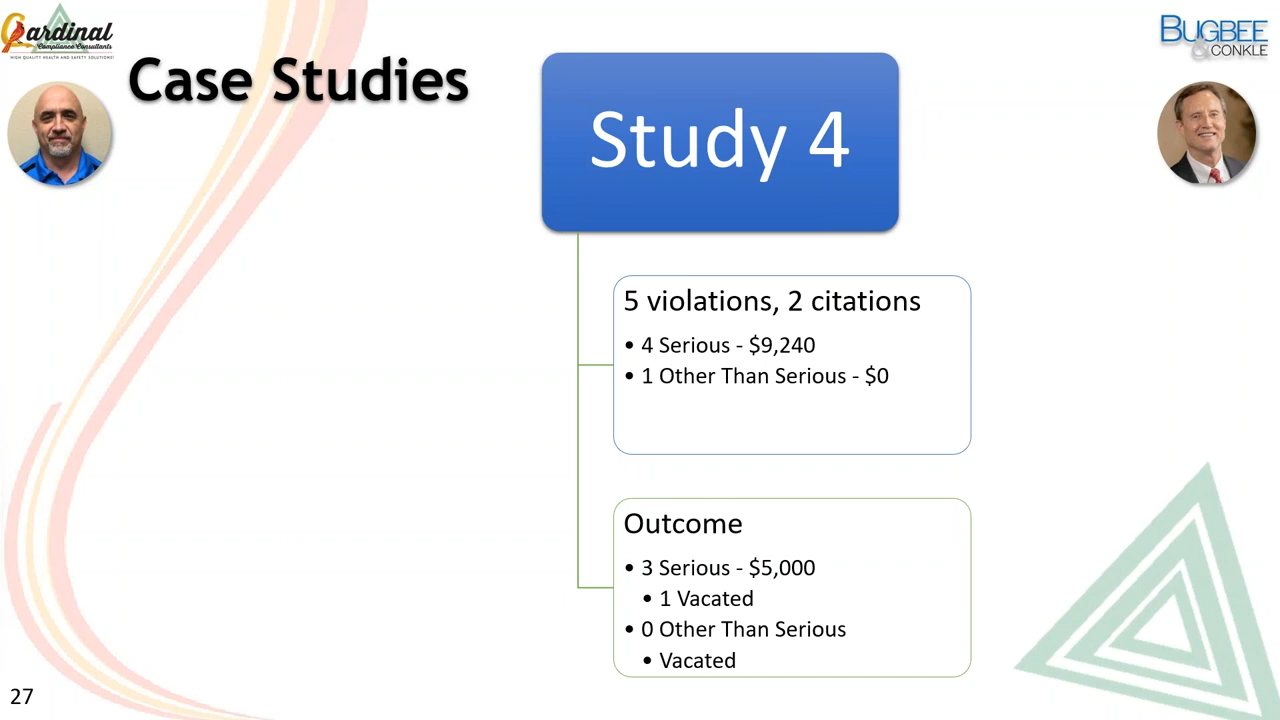 Cardinal
Compliance Consultants
HIGH QUALITY HEALTH AND SAFETY SOLUTIONS!
BUGBEE
& CONKLE
Case Studies
Study 4
5 violations, 2 citations
• 4 Serious - $9,240
• 1 Other Than Serious - $0
Outcome
• 3 Serious - $5,000
• 1 Vacated
• 0 Other Than Serious
• Vacated
27